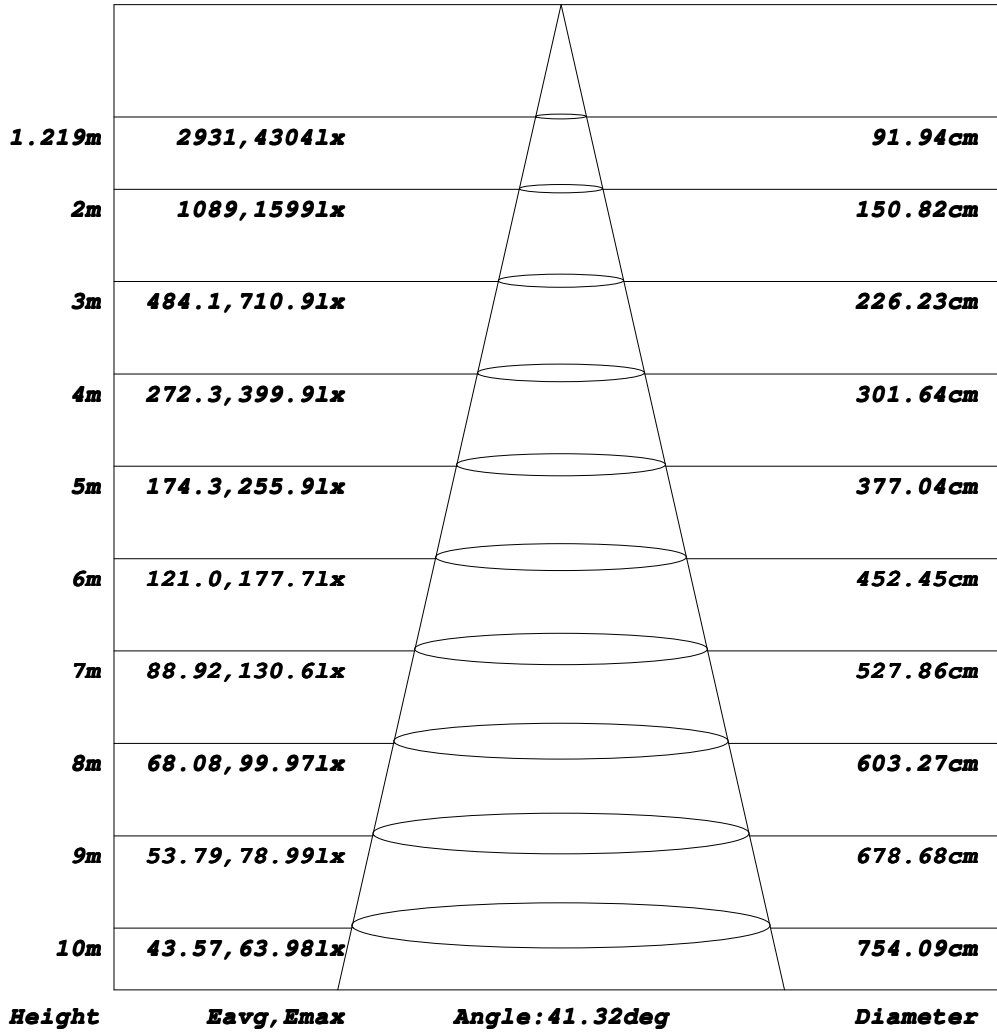 1.219m 2931,4304lx 91.94cm
2m 1089,1599lx 150.82cm
3m 484.1,710.9lx 226.23cm
4m 272.3,399.9lx 301.64cm
5m 174.3,255.9lx 377.04cm
6m 121.0,177.7lx 452.45cm
7m 88.92,130.6lx 527.86cm
8m 68.08,99.97lx 603.27cm
9m 53.79,78.99lx 678.68cm
10m 43.57,63.98lx 754.09cm
Height Eavg,Emax Angle:41.32deg Diameter